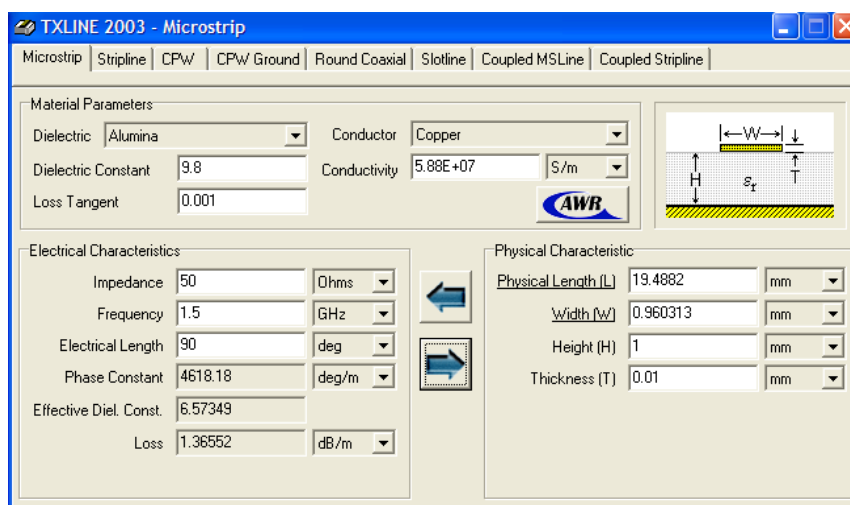 TXLINE 2003 - Microstrip
Microstrip Stripline CPW CPW Ground Round Coaxial Slotline Coupled MSLine Coupled Stripline
Material Parameters
Dielectric Alumina Conductor Copper
Dielectric Constant 9.8 Conductivity 5.88E+07 S/m
Loss Tangent 0.001 AWR
W
H εr T
Electrical Characteristics
Impedance 50 Ohms
Frequency 1.5 GHz
Electrical Length 90 deg
Phase Constant 4618.18 deg/m
Effective Diel. Const. 6.57349
Loss 1.36552 dB/m
Physical Characteristic
Physical Length (L) 19.4882 mm
Width (W) 0.960313 mm
Height (H) 1 mm
Thickness (T) 0.01 mm